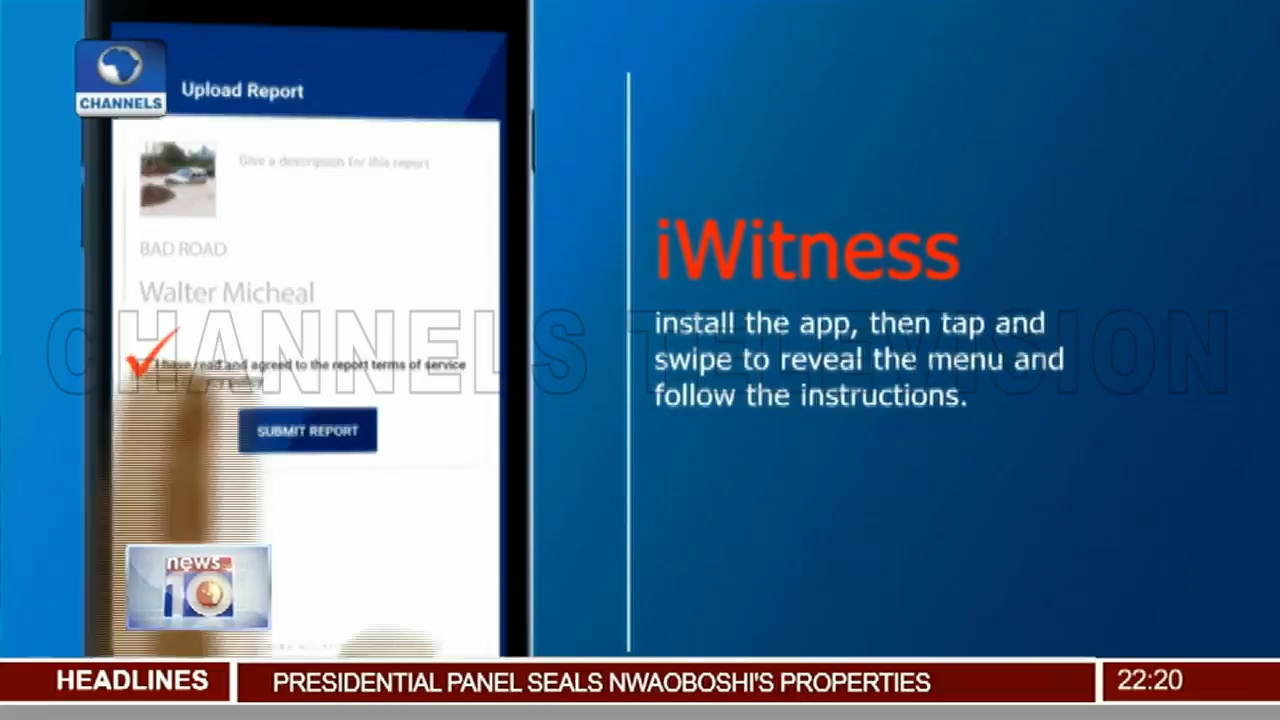 CHANNELS
Upload Report
Give a description for this report
BAD ROAD
Walter Micheal
I have read and agreed to the report terms of service
SUBMIT REPORT
iWitness
install the app, then tap and
swipe to reveal the menu and
follow the instructions.
CHANNELS TELEVISION
news
10
HEADLINES
PRESIDENTIAL PANEL SEALS NWAOBOSHI'S PROPERTIES
22:20